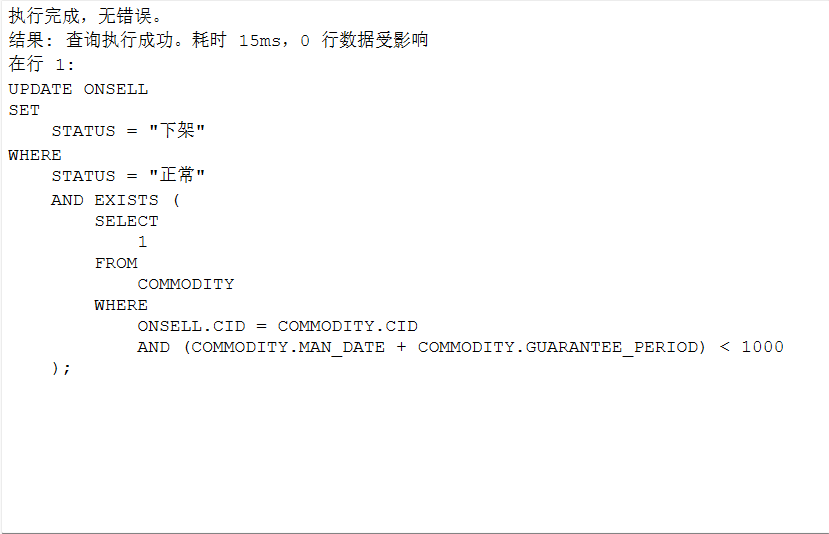 执行完成，无错误。
结果: 查询执行成功。耗时 15ms，0 行数据受影响
在行 1:
UPDATE ONSELL
SET
    STATUS = "下架"
WHERE
    STATUS = "正常"
    AND EXISTS (
        SELECT
            1
        FROM
            COMMODITY
        WHERE
            ONSELL.CID = COMMODITY.CID
            AND (COMMODITY.MAN_DATE + COMMODITY.GUARANTEE_PERIOD) < 1000
    );